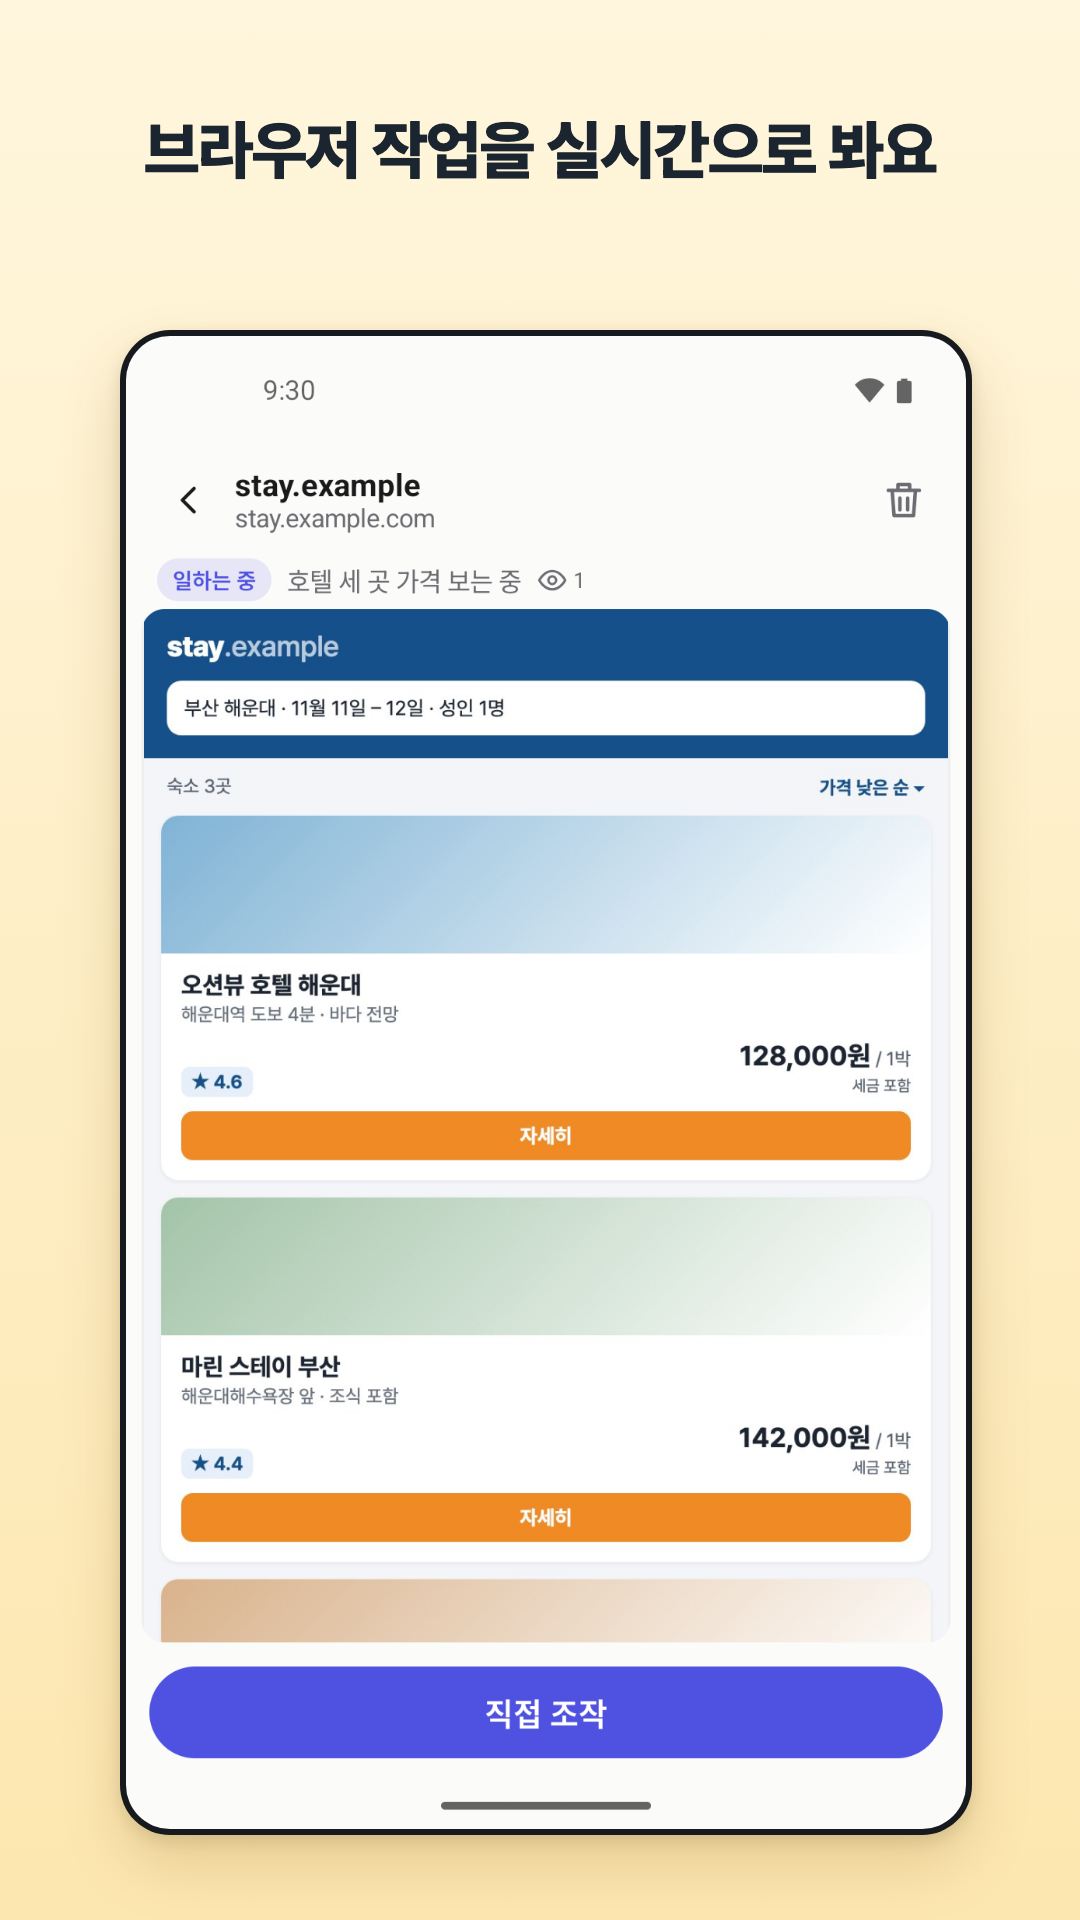 브라우저 작업을 실시간으로 봐요
9:30
stay.example
stay.example.com
일하는 중 호텔 세 곳 가격 보는 중 1
stay.example
부산 해운대 · 11월 11일 – 12일 · 성인 1명
숙소 3곳 가격 낮은 순
오션뷰 호텔 해운대
해운대역 도보 4분 · 바다 전망
128,000원 / 1박
★ 4.6 세금 포함
자세히
마린 스테이 부산
해운대해수욕장 앞 · 조식 포함
142,000원 / 1박
★ 4.4 세금 포함
자세히
직접 조작